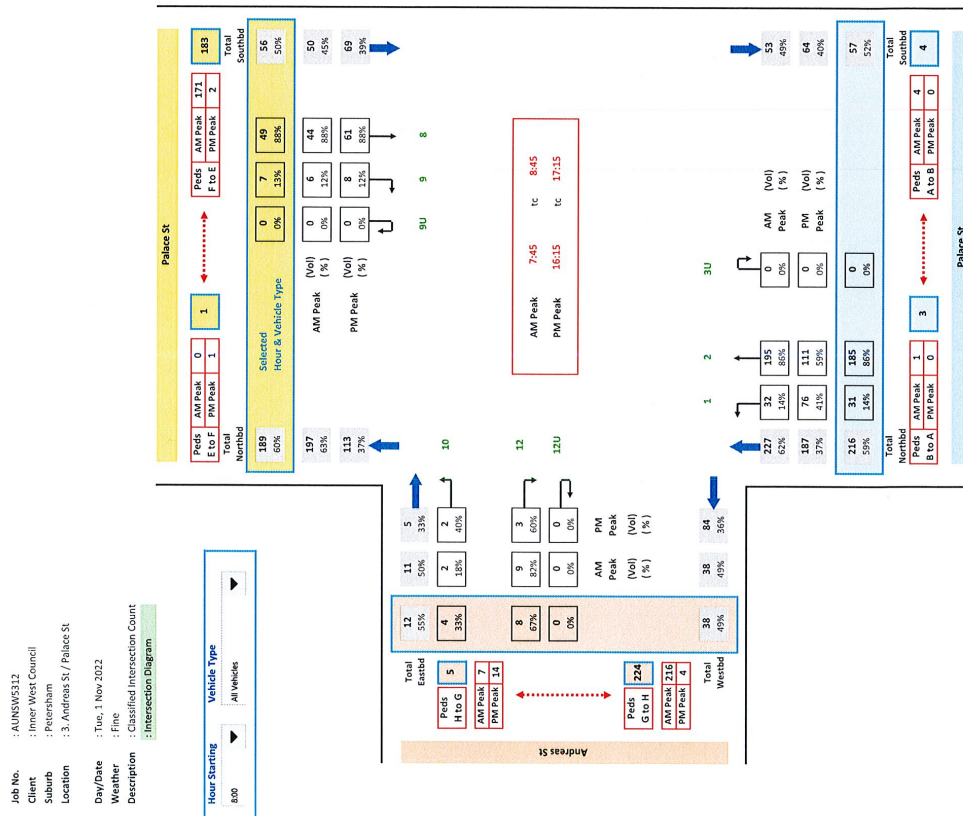 Job No. : AUNSW5312
Client : Inner West Council
Suburb : Petersham
Location : 3. Andreas St / Palace St
Day/Date : Tue, 1 Nov 2022
Weather : Fine
Description : Classified Intersection Count
: Intersection Diagram
Hour Starting Vehicle Type
8:00 All Vehicles
Palace St
Peds AM Peak 0
E to F PM Peak 1
1
Peds AM Peak 171
F to E PM Peak 2
183
Total Northbd
Total Southbd
189 Selected 0 7 49 56
60% Hour & Vehicle Type 0% 13% 88% 50%
197 AM Peak (Vol) 0 6 44 50
63% (%) 0% 12% 88% 45%
113 PM Peak (Vol) 0 8 61 69
37% (%) 0% 12% 88% 39%
9U 9 8
10
12
12U
AM Peak 7:45 tc 8:45
PM Peak 16:15 tc 17:15
Andreas St
Total Eastbd
12 11 5
55% 50% 33%
Peds H to G 5
AM Peak 7
PM Peak 14
4 2 2
33% 18% 40%
8 9 3
67% 82% 60%
0 0 0
0% 0% 0%
AM Peak (Vol) (%)
PM Peak (Vol) (%)
Peds G to H 224
AM Peak 216
PM Peak 4
Total Westbd
38 38 84
49% 49% 36%
1 2 3U
227 32 195 0 AM (Vol) 53
62% 14% 86% 0% Peak (%) 49%
187 76 111 0 PM (Vol) 64
37% 41% 59% 0% Peak (%) 40%
216 31 185 0 57
59% 14% 86% 0% 52%
Total Northbd
Total Southbd
Peds AM Peak 1
B to A PM Peak 0
3
Peds AM Peak 4
A to B PM Peak 0
4
Palace St